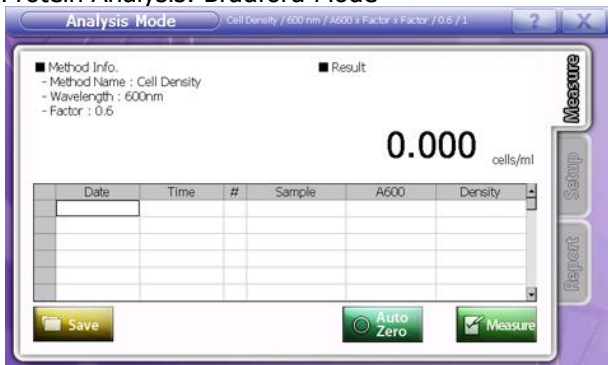 Protein Analysis: Bradford Mode
Analysis Mode
Cell Density / 600 nm / A600 x Factor x Factor / 0.6 / 1
? X
■ Method Info.
- Method Name : Cell Density
- Wavelength : 600nm
- Factor : 0.6
■ Result
0.000 cells/ml
Date Time # Sample A600 Density
Save
Auto Zero
Measure
Measure
Setup
Report